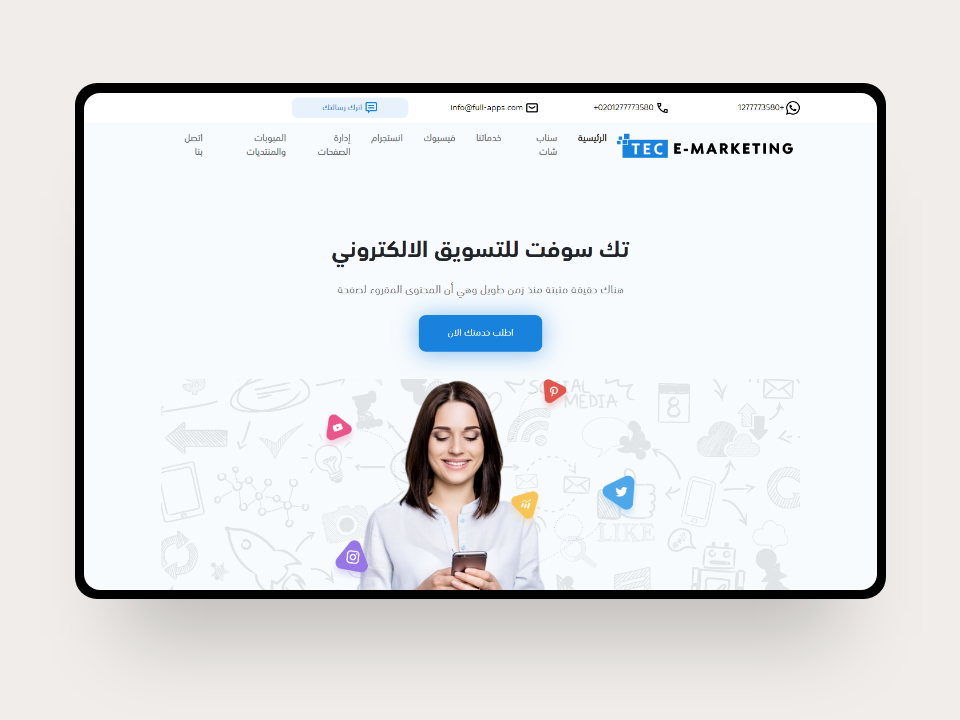 1277773580+
+0201277773580
info@full-apps.com
اترك رسالتك
TEC E-MARKETING
الرئيسية
سناب شات
خدماتنا
فيسبوك
انستجرام
إدارة الصفحات
المبوبات والمنتديات
اتصل بنا
تك سوفت للتسويق الالكتروني
هناك حقيقة مثبتة منذ زمن طويل وهي أن المحتوى المقروء لصفحة
اطلب خدمتك الان
SOCIAL
MEDIA
8
LIKE